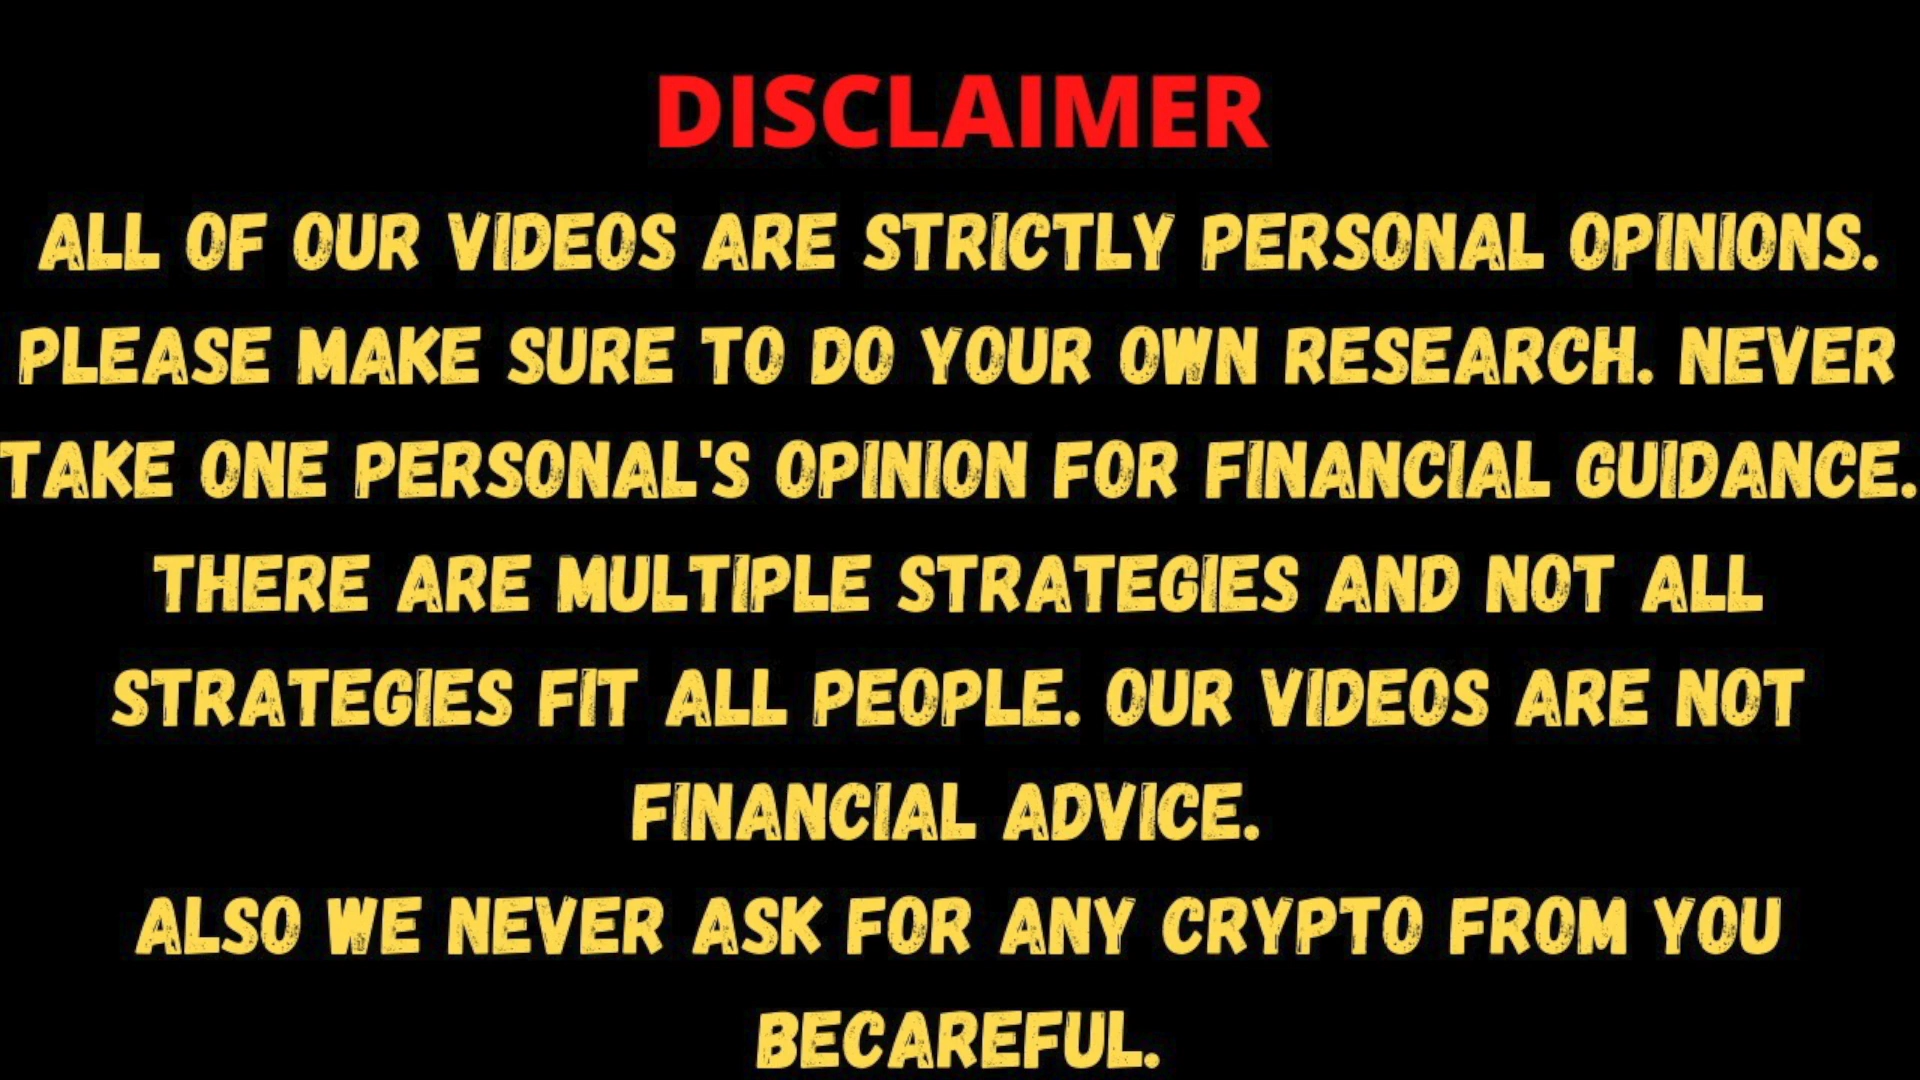 DISCLAIMER
ALL OF OUR VIDEOS ARE STRICTLY PERSONAL OPINIONS.
PLEASE MAKE SURE TO DO YOUR OWN RESEARCH. NEVER
TAKE ONE PERSONAL'S OPINION FOR FINANCIAL GUIDANCE.
THERE ARE MULTIPLE STRATEGIES AND NOT ALL
STRATEGIES FIT ALL PEOPLE. OUR VIDEOS ARE NOT
FINANCIAL ADVICE.
ALSO WE NEVER ASK FOR ANY CRYPTO FROM YOU
BECAREFUL.